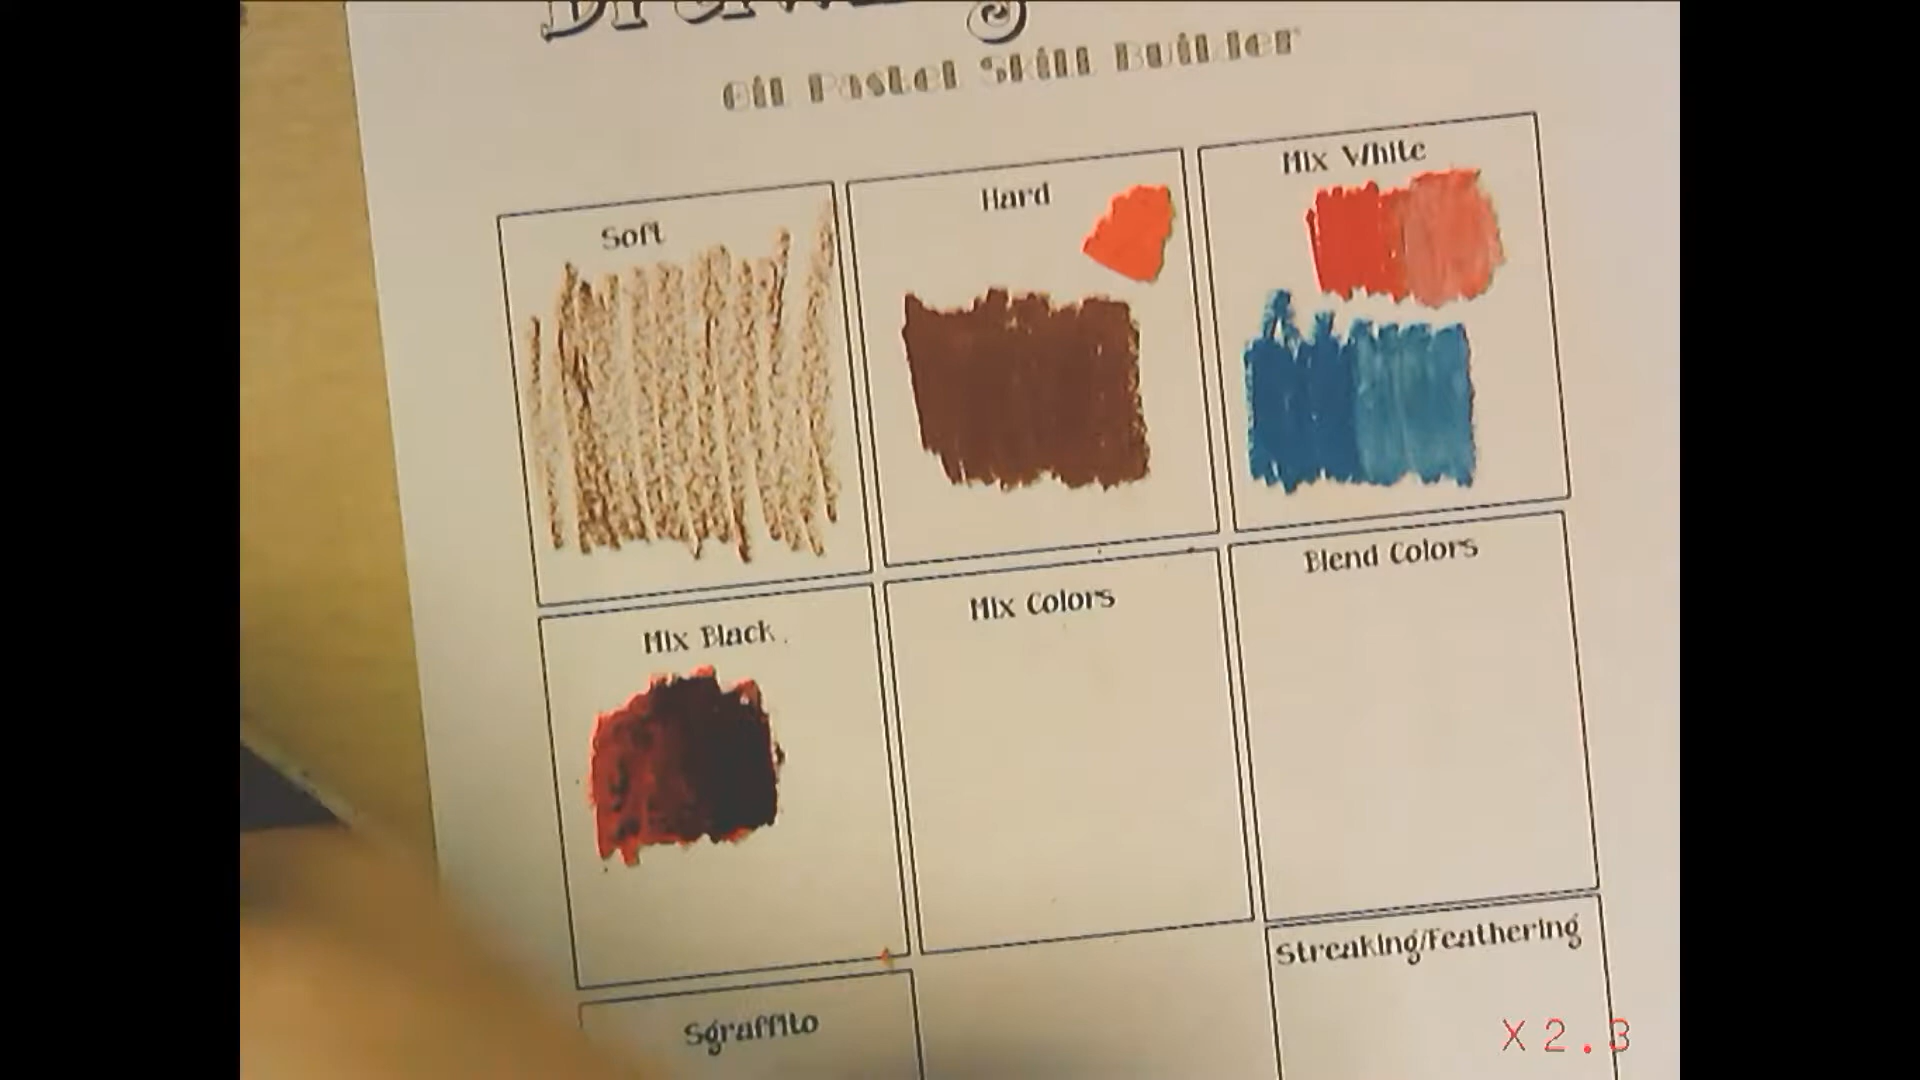 Drawing
Oil Pastel Skill Builder
Soft
Hard
Mix White
Mix Black
Mix Colors
Blend Colors
Sgraffito
Streaking/Feathering
X2.3